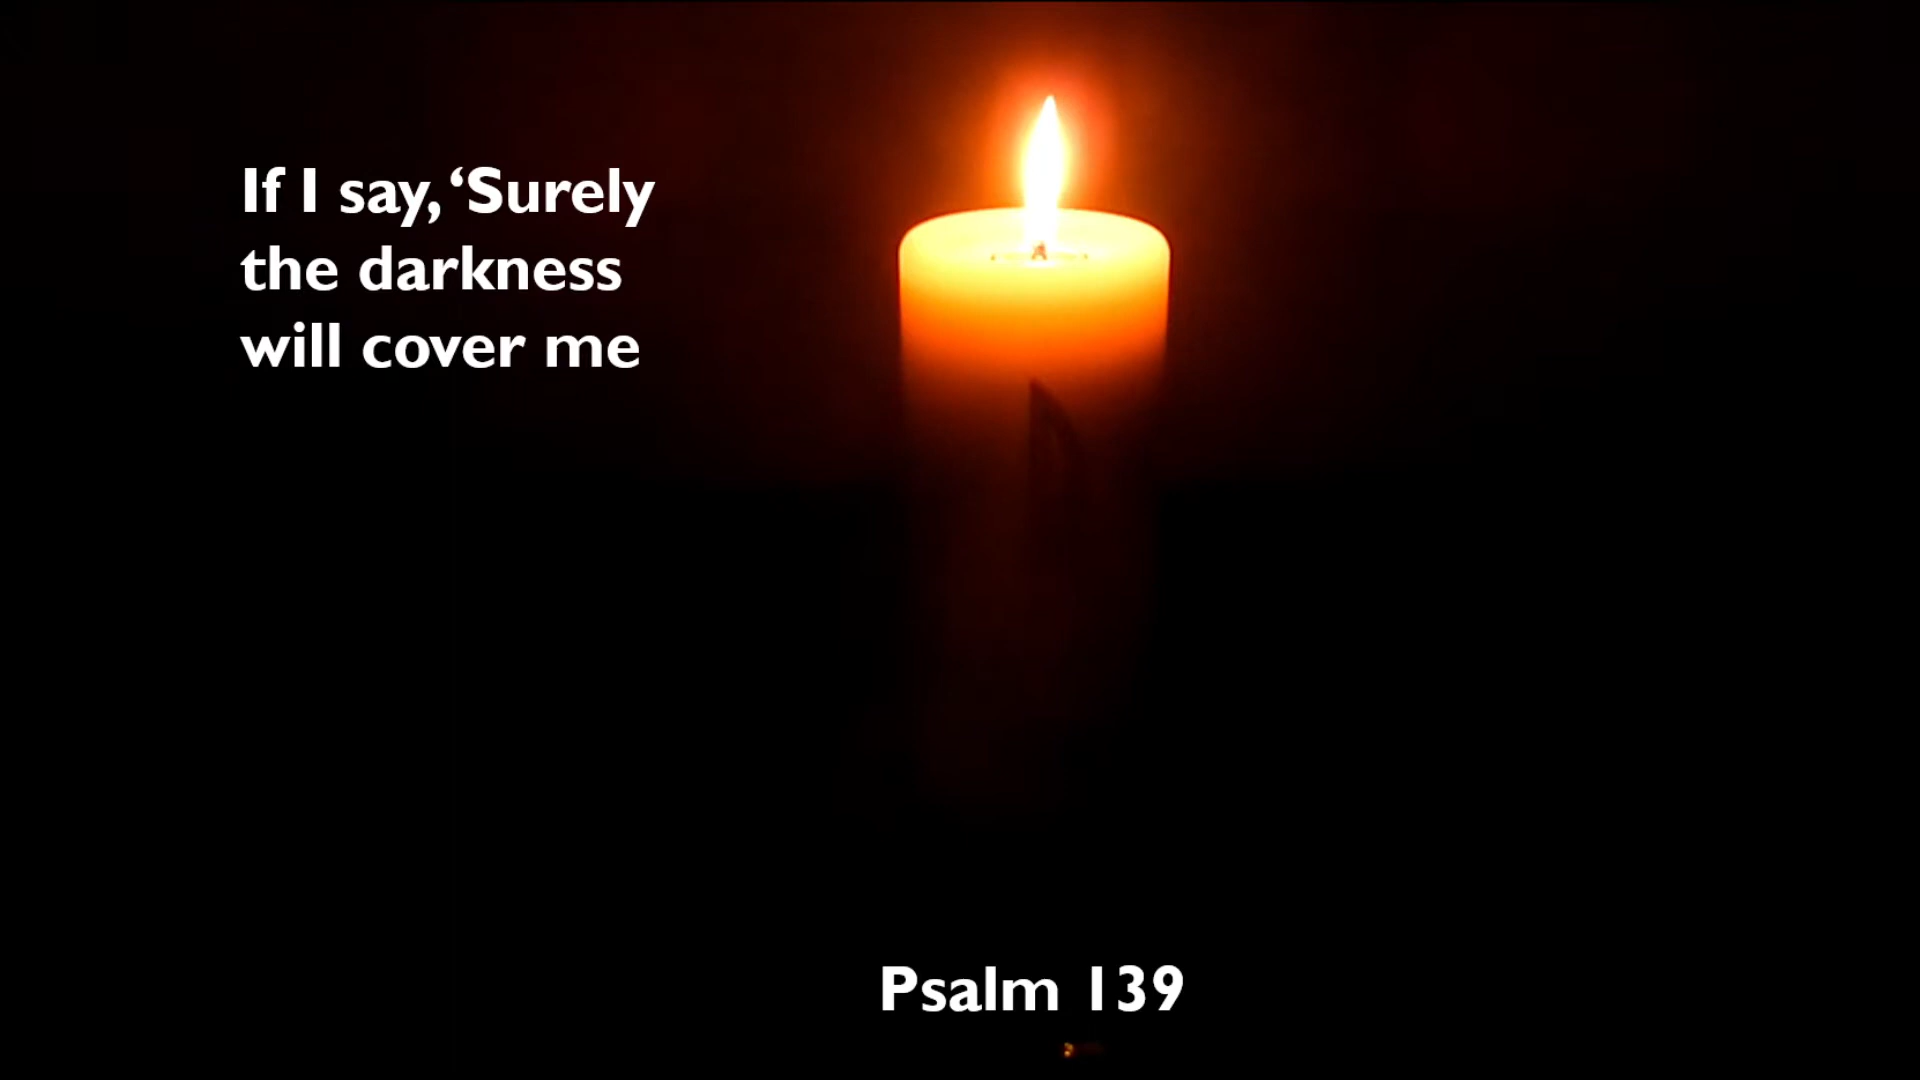 If I say, ‘Surely
the darkness
will cover me
Psalm 139